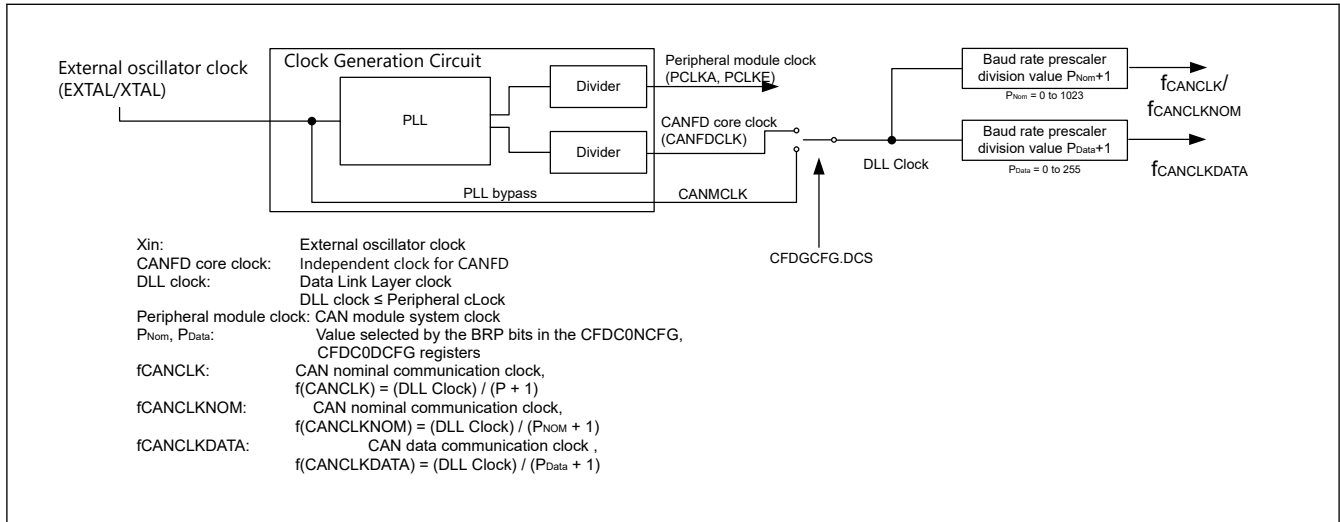 External oscillator clock
(EXTAL/XTAL)
Clock Generation Circuit
PLL
Divider
Divider
Peripheral module clock
(PCLKA, PCLKE)
CANFD core clock
(CANFDCLK)
PLL bypass
CANMCLK
CFDGCFG.DCS
DLL Clock
Baud rate prescaler
division value PNom+1
PNom = 0 to 1023
Baud rate prescaler
division value PData+1
PData = 0 to 255
fCANCLK/
fCANCLKNOM
fCANCLKDATA
Xin: External oscillator clock
CANFD core clock: Independent clock for CANFD
DLL clock: Data Link Layer clock
DLL clock ≤ Peripheral cLock
Peripheral module clock: CAN module system clock
PNom, PData: Value selected by the BRP bits in the CFDC0NCFG,
CFDC0DCFG registers
fCANCLK: CAN nominal communication clock,
f(CANCLK) = (DLL Clock) / (P + 1)
fCANCLKNOM: CAN nominal communication clock,
f(CANCLKNOM) = (DLL Clock) / (PNOM + 1)
fCANCLKDATA: CAN data communication clock ,
f(CANCLKDATA) = (DLL Clock) / (PData + 1)